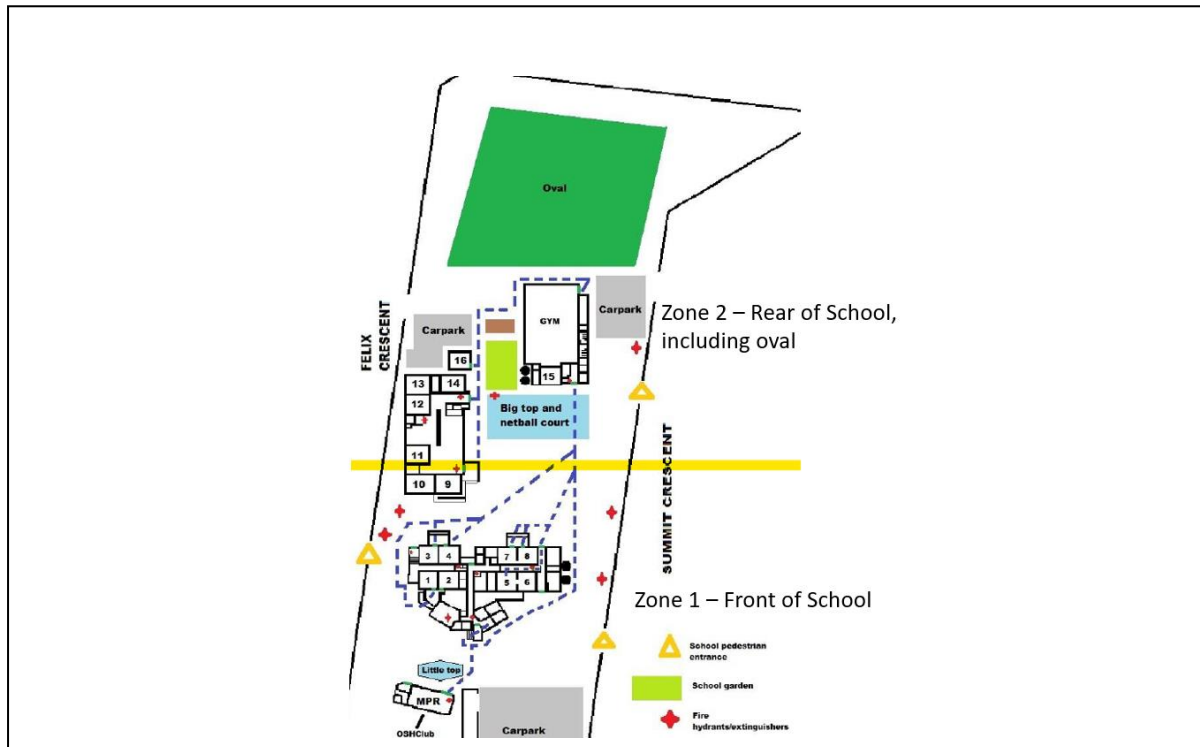 Oval
FELIX
CRESCENT
Carpark
GYM
Carpark
Zone 2 – Rear of School,
including oval
16
15
13
14
12
Big top and
netball court
11
10
9
SUMMIT CRESCENT
3
4
7
8
1
2
5
6
Zone 1 – Front of School
School pedestrian
entrance
Little top
School garden
MPR
OSHClub
Carpark
Fire
hydrants/extinguishers